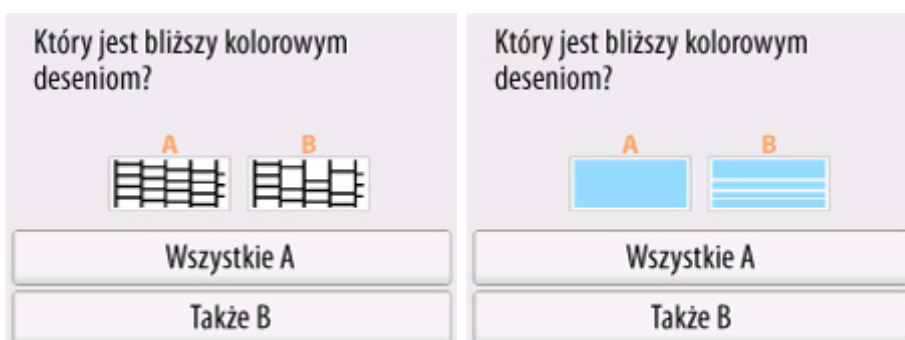 Który jest bliższy kolorowym
deseniom?
A B
Wszystkie A
Także B
Który jest bliższy kolorowym
deseniom?
A B
Wszystkie A
Także B